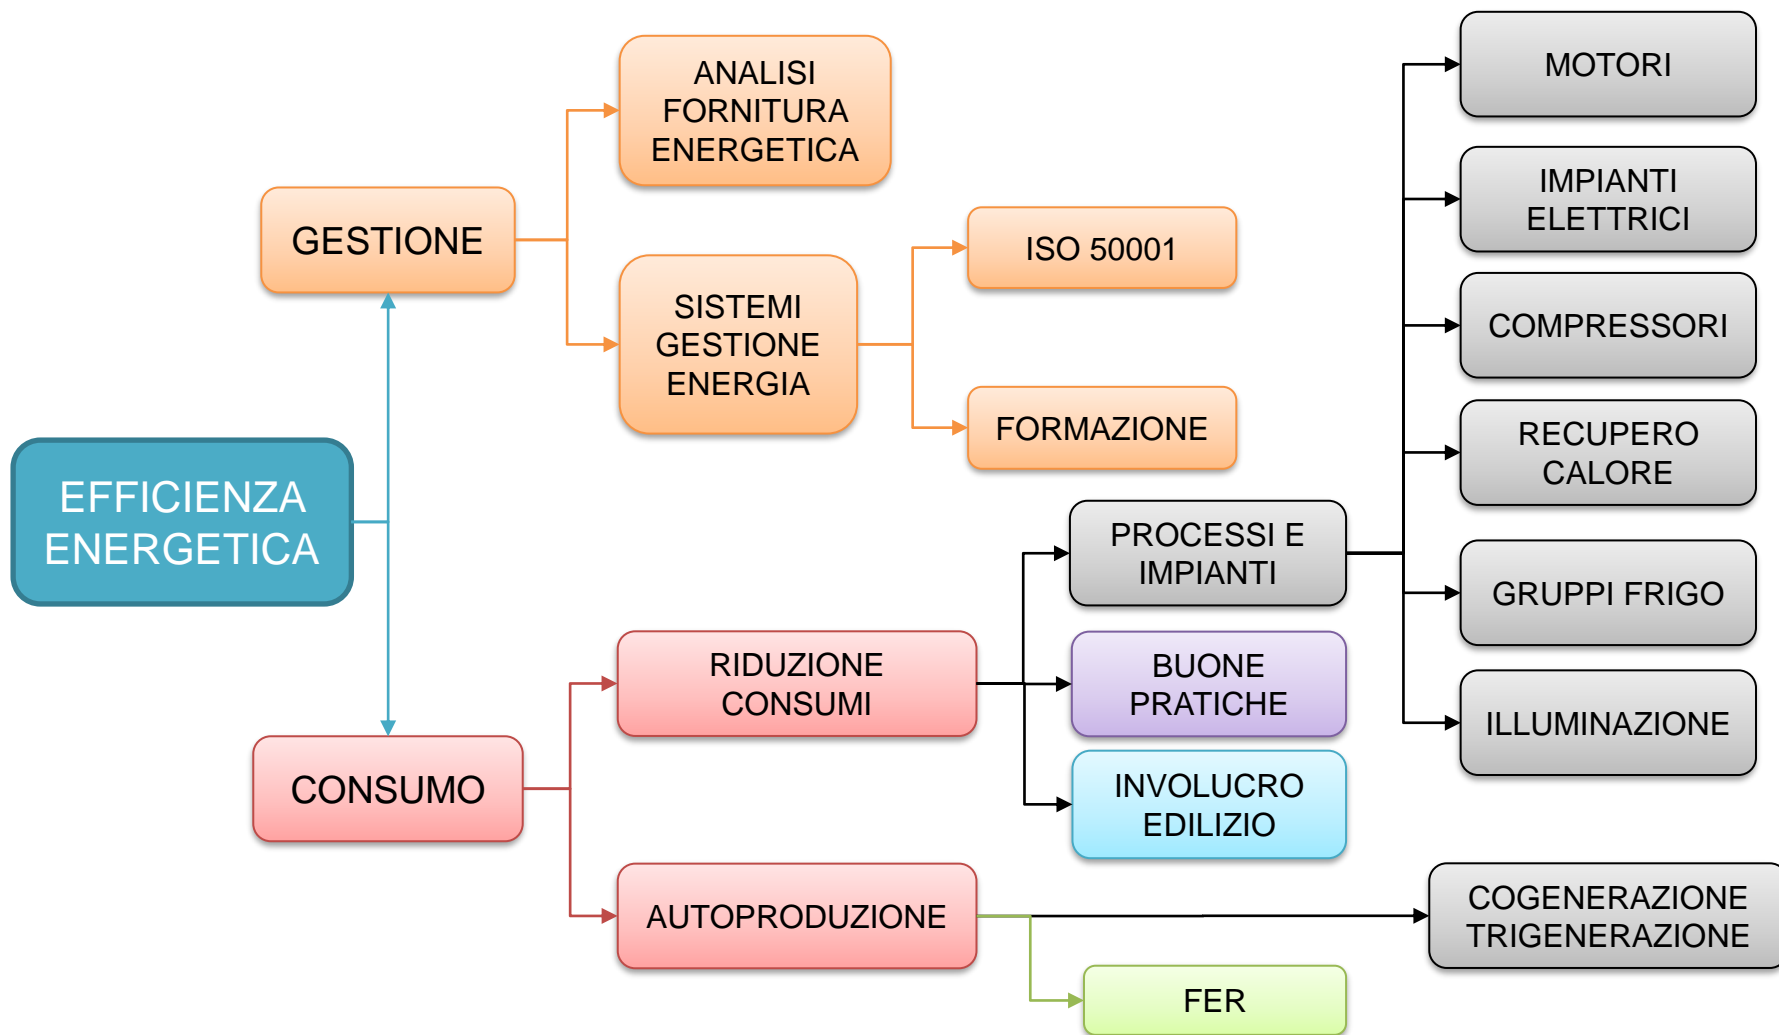 EFFICIENZA
ENERGETICA
GESTIONE
ANALISI
FORNITURA
ENERGETICA
SISTEMI
GESTIONE
ENERGIA
ISO 50001
FORMAZIONE
CONSUMO
RIDUZIONE
CONSUMI
PROCESSI E
IMPIANTI
MOTORI
IMPIANTI
ELETTRICI
COMPRESSORI
RECUPERO
CALORE
GRUPPI FRIGO
ILLUMINAZIONE
BUONE
PRATICHE
INVOLUCRO
EDILIZIO
AUTOPRODUZIONE
COGENERAZIONE
TRIGENERAZIONE
FER